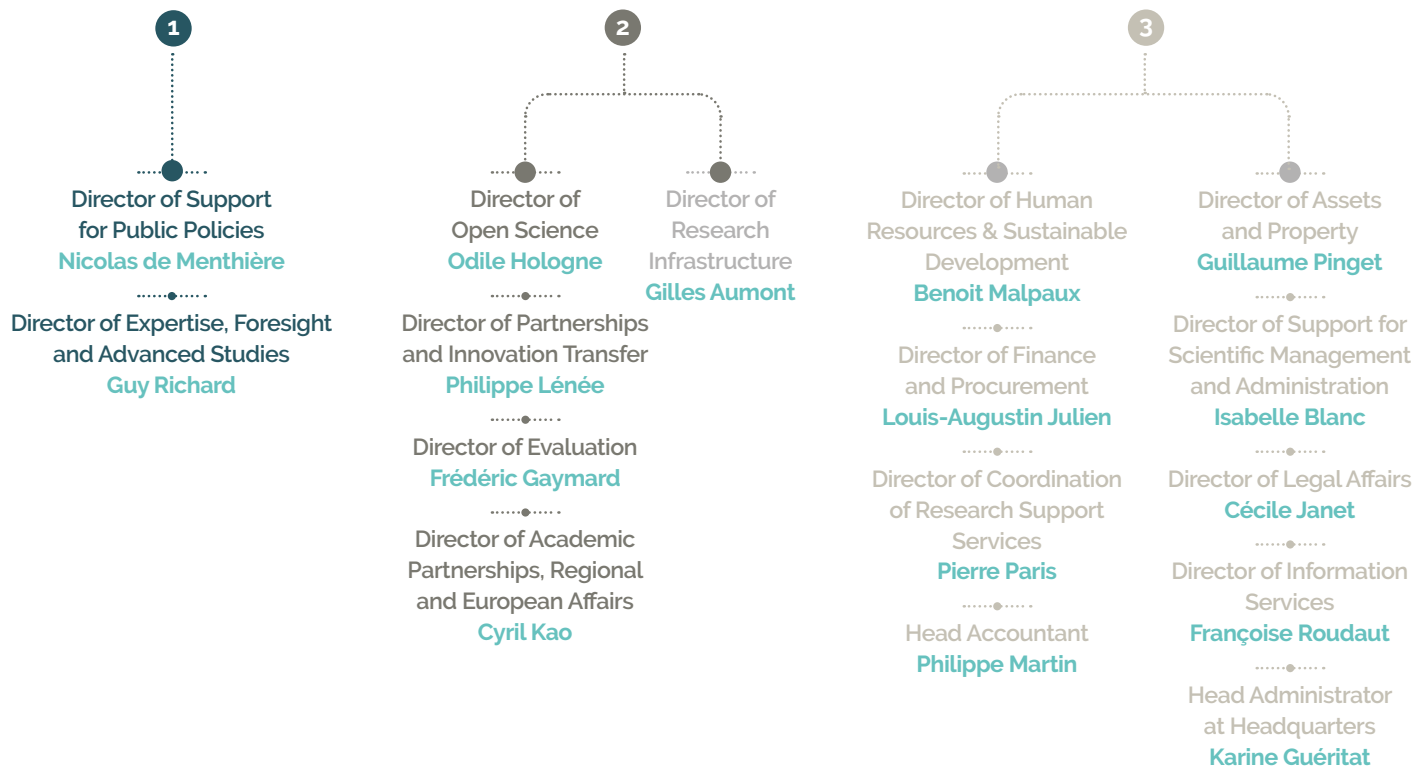 1
Director of Support
for Public Policies
Nicolas de Menthière
Director of Expertise, Foresight
and Advanced Studies
Guy Richard
2
Director of
Open Science
Odile Hologne
Director of Partnerships
and Innovation Transfer
Philippe Lénée
Director of Evaluation
Frédéric Gaymard
Director of Academic
Partnerships, Regional
and European Affairs
Cyril Kao
Director of
Research
Infrastructure
Gilles Aumont
3
Director of Human
Resources & Sustainable
Development
Benoit Malpaux
Director of Finance
and Procurement
Louis-Augustin Julien
Director of Coordination
of Research Support
Services
Pierre Paris
Head Accountant
Philippe Martin
Director of Assets
and Property
Guillaume Pinget
Director of Support for
Scientific Management
and Administration
Isabelle Blanc
Director of Legal Affairs
Cécile Janet
Director of Information
Services
Françoise Roudaut
Head Administrator
at Headquarters
Karine Guéritat